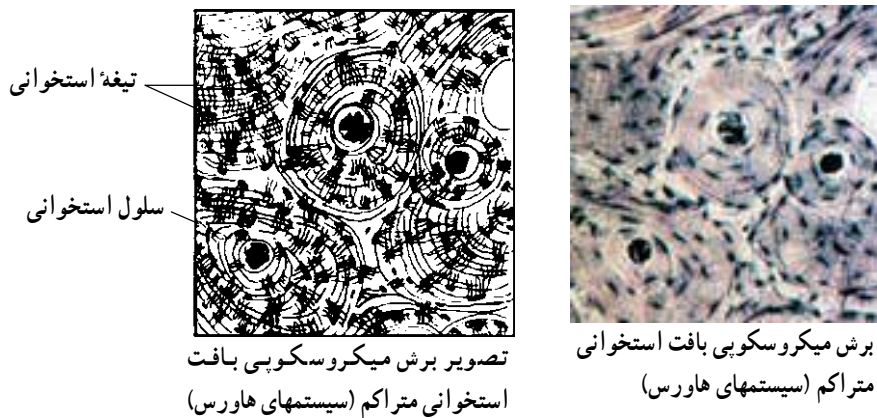 تیغهٔ استخوانی
سلول استخوانی
برش میکروسکوپی بافت استخوانی
متراکم (سیستمهای هاورس)
تصویر برش میکروسکوپی بافت
استخوانی متراکم (سیستمهای هاورس)